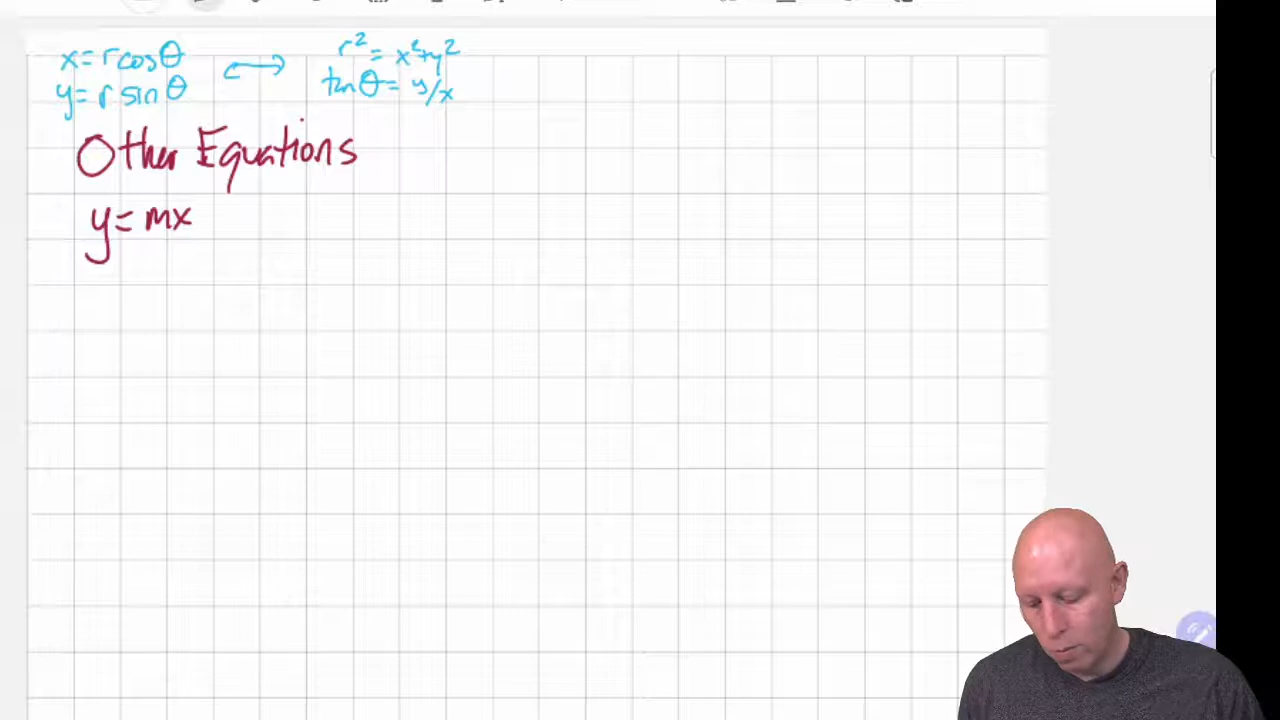 x = r cos θ ⟷ r² = x² + y²
y = r sin θ tan θ = y/x
Other Equations
y = mx